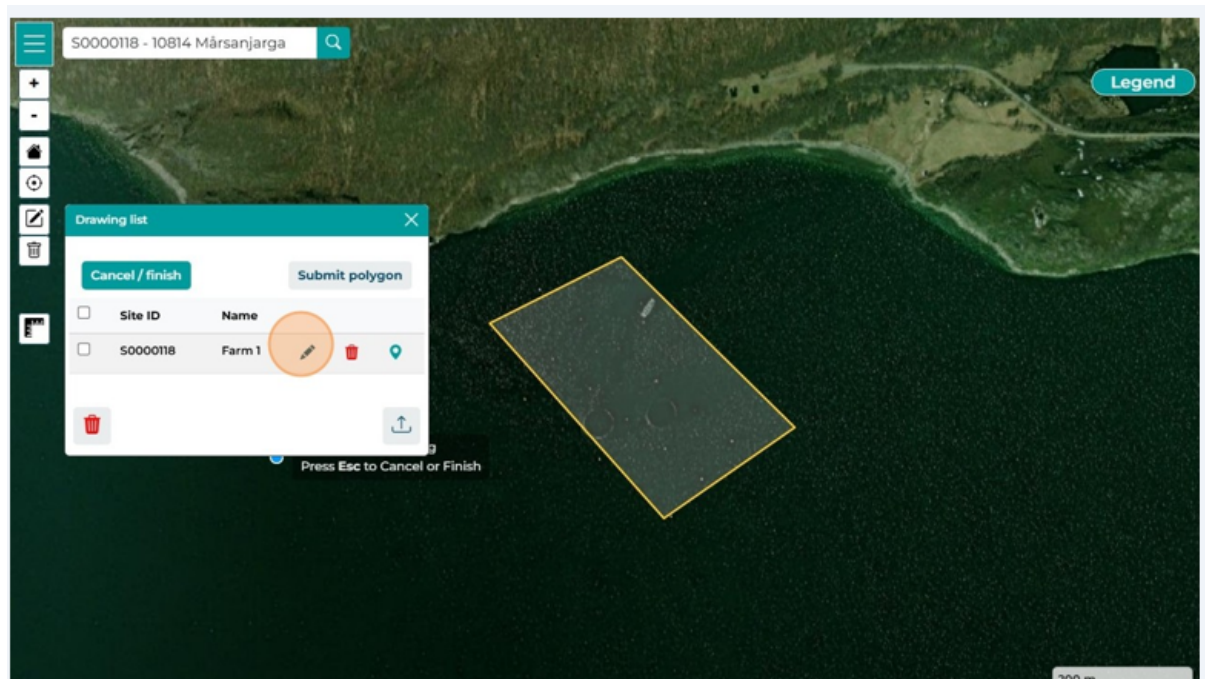 S0000118 - 10814 Mårsanjarga
+
Legend
-
Drawing list
Cancel / finish
Submit polygon
Site ID Name
S0000118 Farm 1
Press Esc to Cancel or Finish
200 m